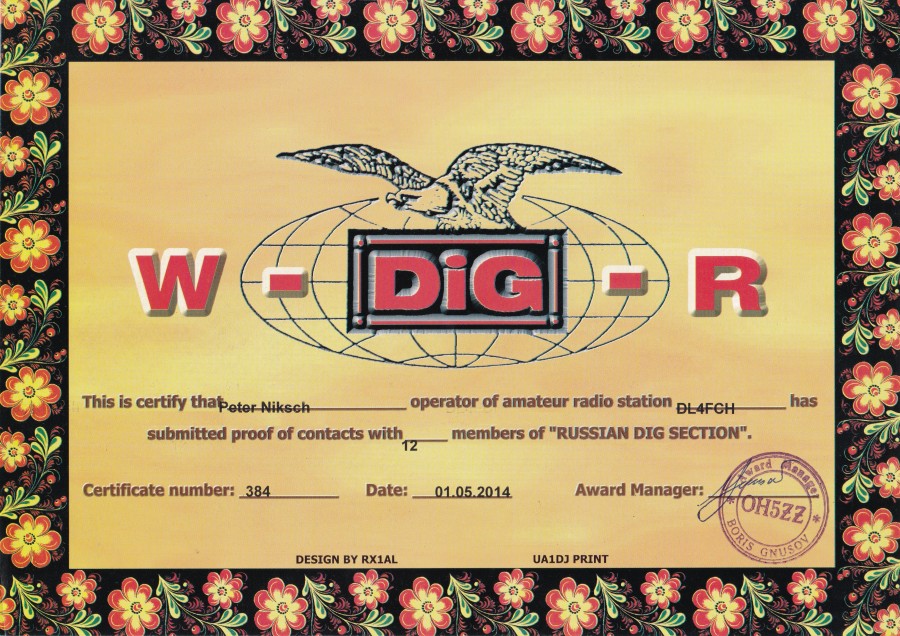 W - DiG - R
This is certify that Peter Niksch operator of amateur radio station DL4FCH has
submitted proof of contacts with 12 members of "RUSSIAN DIG SECTION".
Certificate number: 384 Date: 01.05.2014 Award Manager:
Award Manager
OH5ZZ
* BORIS GNUSOV *
DESIGN BY RX1AL UA1DJ PRINT